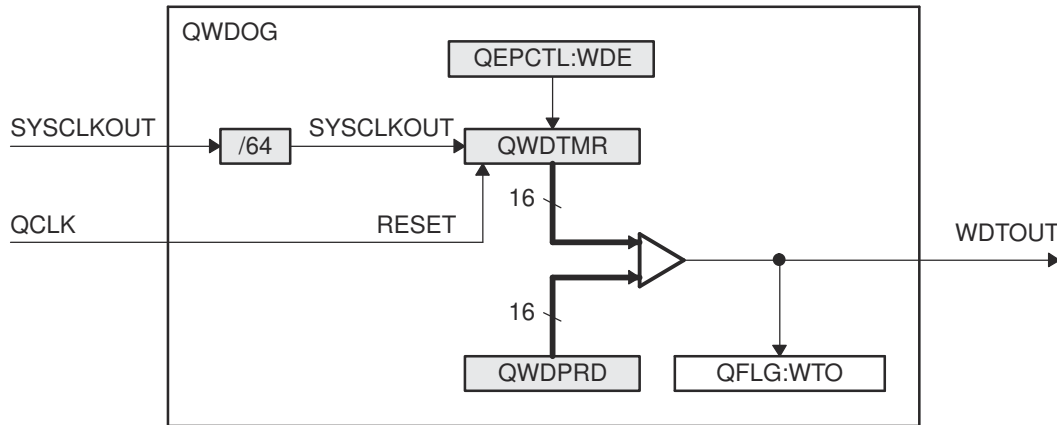 QWDOG
QEPCTL:WDE
SYSCLKOUT
/64
SYSCLKOUT
QWDTMR
16
QCLK
RESET
WDTOUT
16
QWDPRD
QFLG:WTO